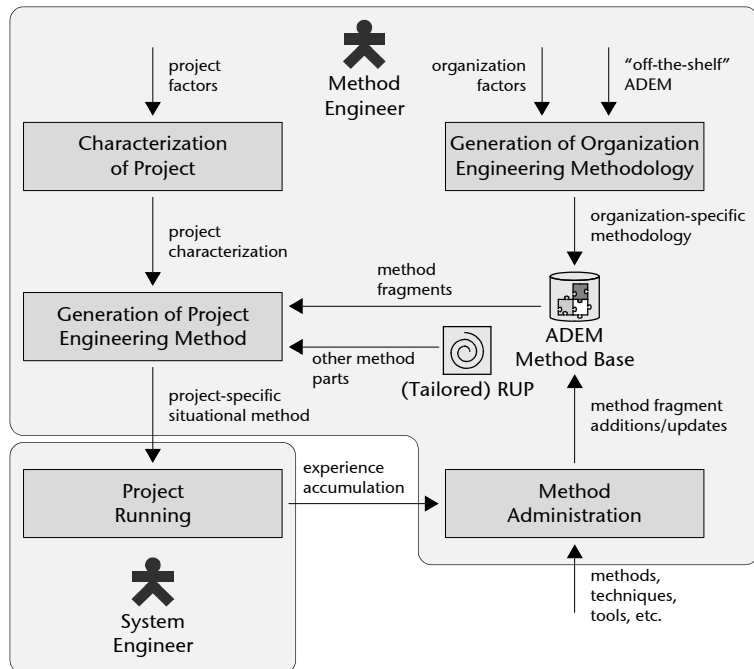 project
factors
Method
Engineer
organization
factors
“off-the-shelf”
ADEM
Characterization
of Project
Generation of Organization
Engineering Methodology
project
characterization
organization-specific
methodology
method
fragments
Generation of Project
Engineering Method
ADEM
Method Base
other method
parts
(Tailored) RUP
project-specific
situational method
method fragment
additions/updates
Project
Running
experience
accumulation
Method
Administration
System
Engineer
methods,
techniques,
tools, etc.